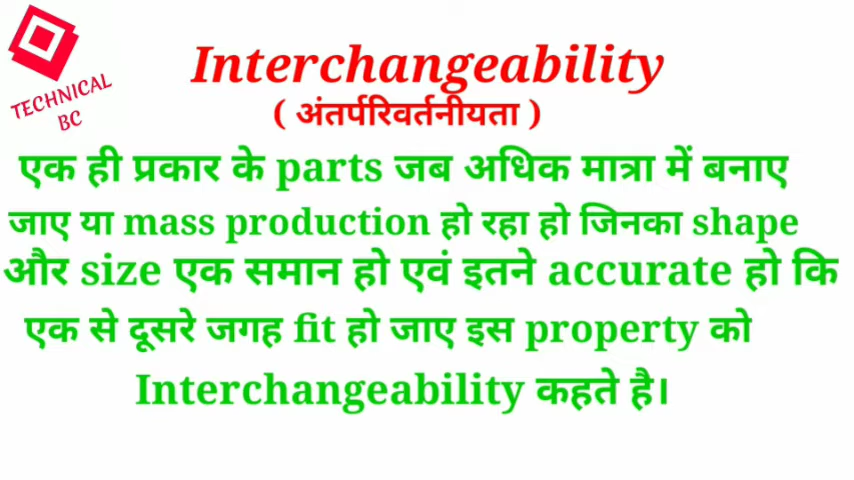 TECHNICAL
BC
Interchangeability
( अंतर्परिवर्तनीयता )
एक ही प्रकार के parts जब अधिक मात्रा में बनाए
जाए या mass production हो रहा हो जिनका shape
और size एक समान हो एवं इतने accurate हो कि
एक से दूसरे जगह fit हो जाए इस property को
Interchangeability कहते है।